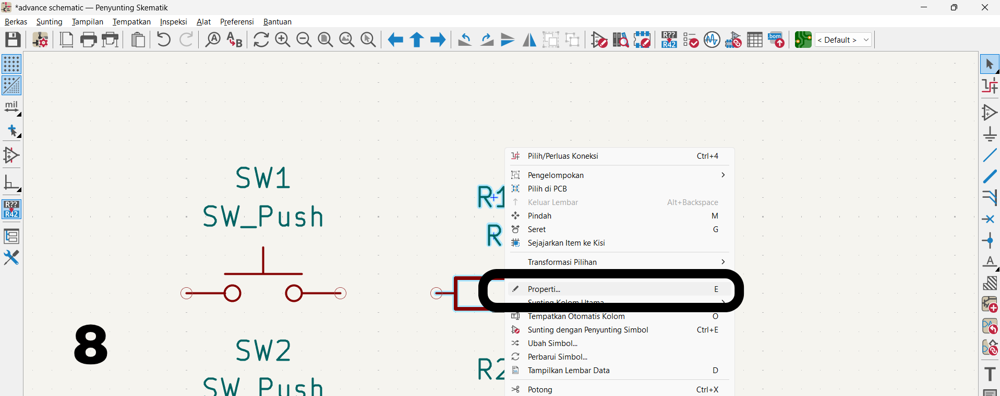 *advance schematic — Penyunting Skematik
Berkas Sunting Tampilan Tempatkan Inspeksi Alat Preferensi Bantuan
A
A B
R??
R42
.bom
< Default >
mil
R??
R42
A
T
SW1
SW_Push
R1
R
8
SW2
SW_Push
R2
Pilih/Perluas Koneksi Ctrl+4
Pengelompokan
Pilih di PCB
Keluar Lembar Alt+Backspace
Pindah M
Seret G
Sejajarkan Item ke Kisi
Transformasi Pilihan
Properti... E
Sunting Kolom Utama
Tempatkan Otomatis Kolom O
Sunting dengan Penyunting Simbol Ctrl+E
Ubah Simbol...
Perbarui Simbol...
Tampilkan Lembar Data D
Potong Ctrl+X